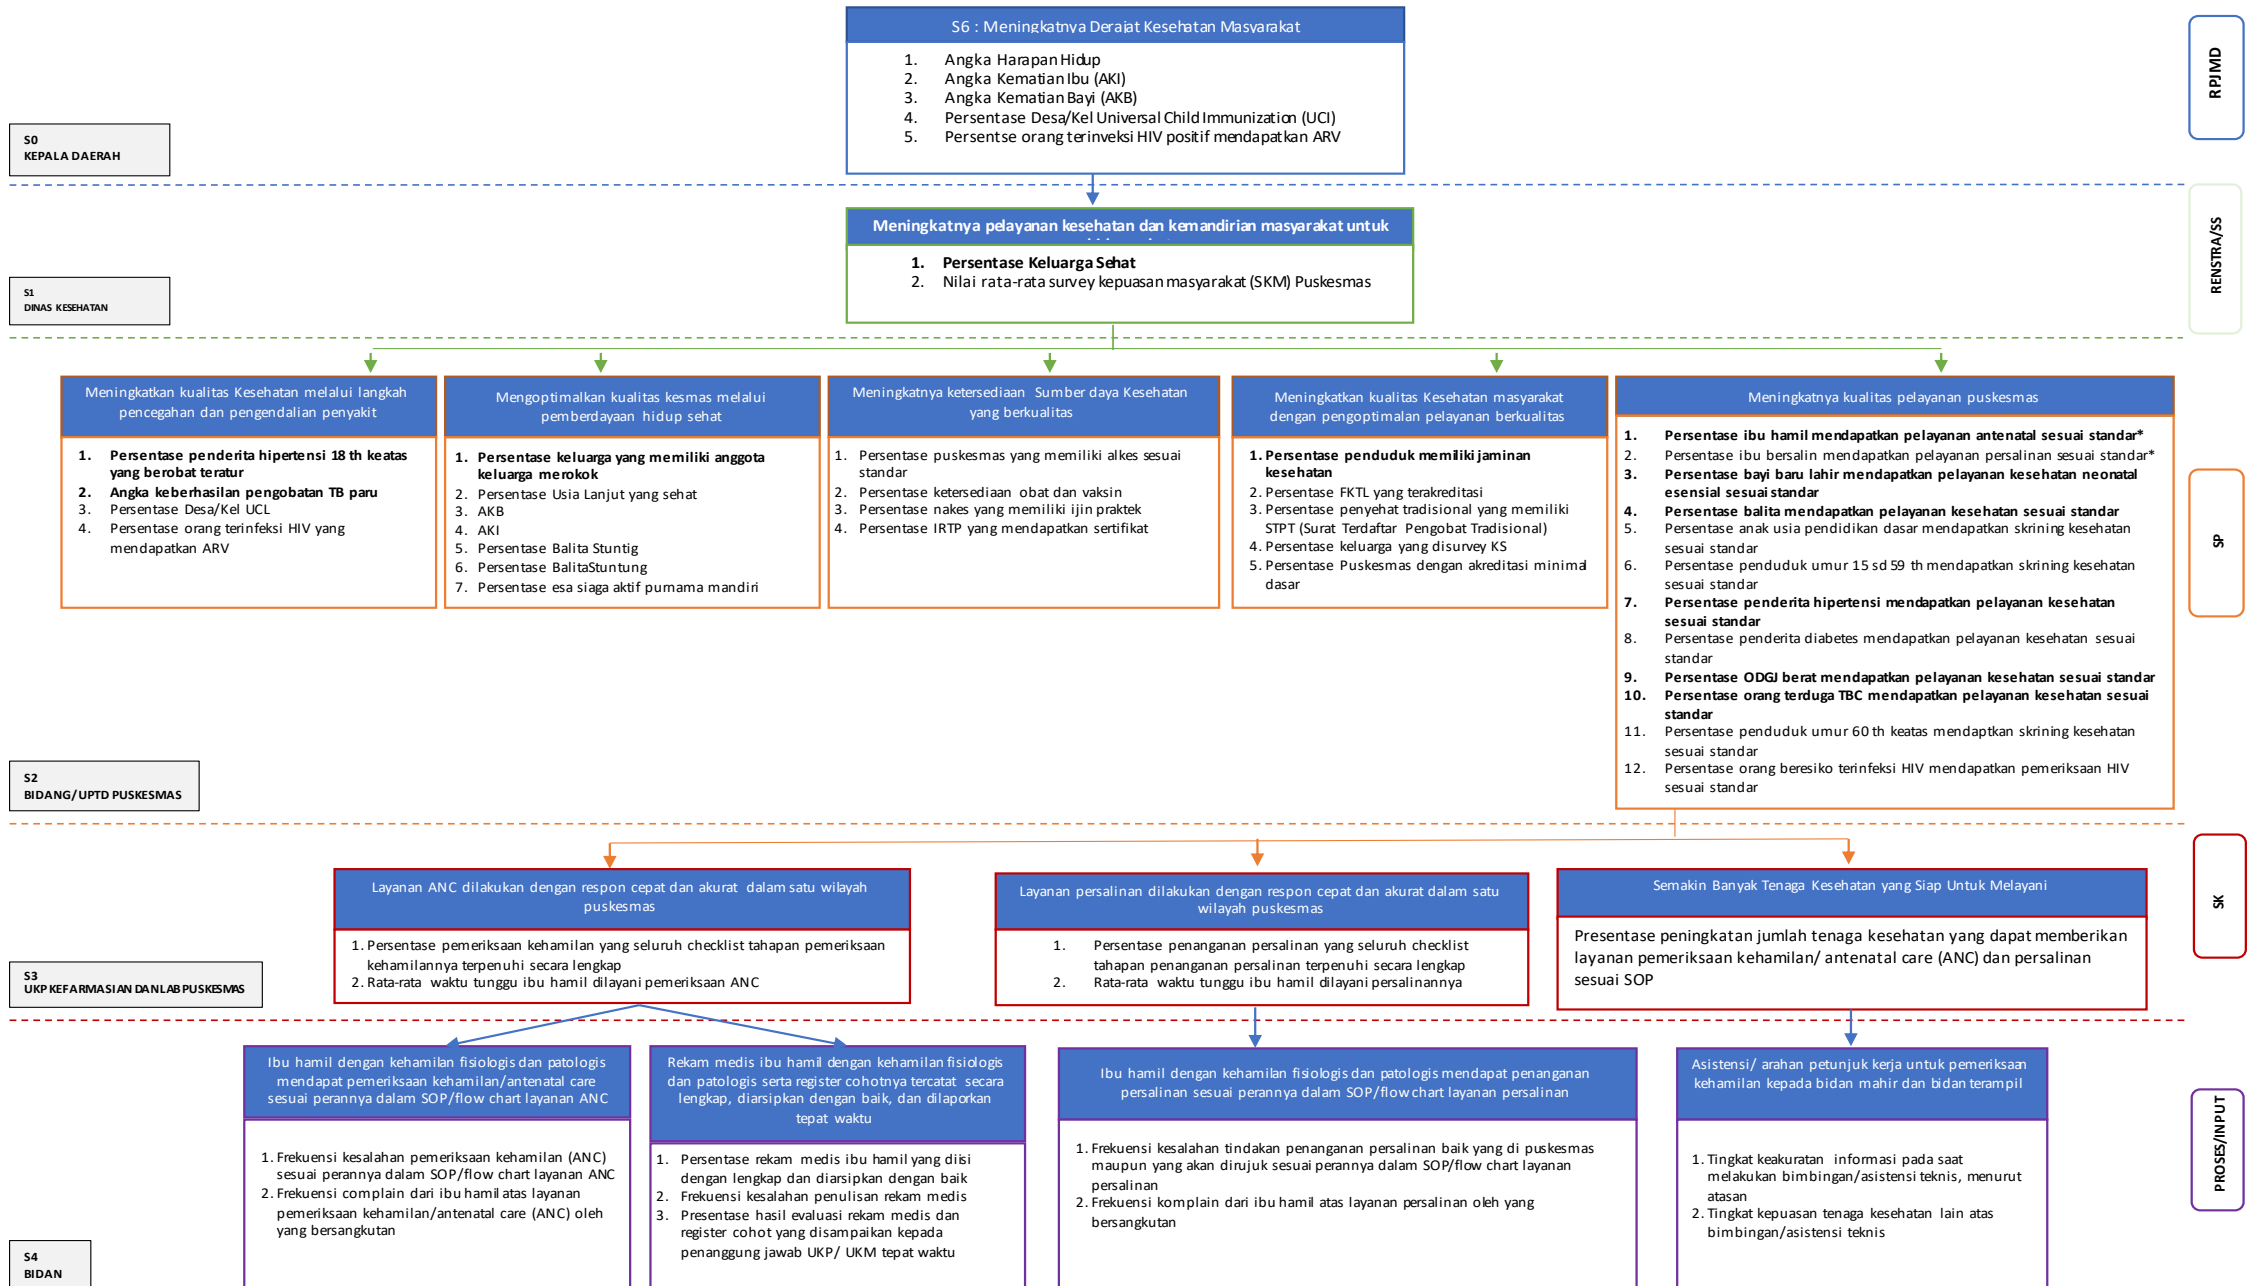 S6 : Meningkatnya Derajat Kesehatan Masyarakat
1. Angka Harapan Hidup
2. Angka Kematian Ibu (AKI)
3. Angka Kematian Bayi (AKB)
4. Persentase Desa/Kel Universal Child Immunization (UCI)
5. Persentse orang terinveksi HIV positif mendapatkan ARV
RPJMD
S0
KEPALA DAERAH
Meningkatnya pelayanan kesehatan dan kemandirian masyarakat untuk
1. Persentase Keluarga Sehat
2. Nilai rata-rata survey kepuasan masyarakat (SKM) Puskesmas
RENSTRA/SS
S1
DINAS KESEHATAN
Meningkatkan kualitas Kesehatan melalui langkah
pencegahan dan pengendalian penyakit
1. Persentase penderita hipertensi 18 th keatas
yang berobat teratur
2. Angka keberhasilan pengobatan TB paru
3. Persentase Desa/Kel UCL
4. Persentase orang terinfeksi HIV yang
mendapatkan ARV
Mengoptimalkan kualitas kesmas melalui
pemberdayaan hidup sehat
1. Persentase keluarga yang memiliki anggota
keluarga merokok
2. Persentase Usia Lanjut yang sehat
3. AKB
4. AKI
5. Persentase Balita Stuntig
6. Persentase BalitaStuntung
7. Persentase esa siaga aktif purnama mandiri
Meningkatnya ketersediaan Sumber daya Kesehatan
yang berkualitas
1. Persentase puskesmas yang memiliki alkes sesuai
standar
2. Persentase ketersediaan obat dan vaksin
3. Persentase nakes yang memiliki ijin praktek
4. Persentase IRTP yang mendapatkan sertifikat
Meningkatkan kualitas Kesehatan masyarakat
dengan pengoptimalan pelayanan berkualitas
1. Persentase penduduk memiliki jaminan
kesehatan
2. Persentase FKTL yang terakreditasi
3. Persentase penyehat tradisional yang memiliki
STPT (Surat Terdaftar Pengobat Tradisional)
4. Persentase keluarga yang disurvey KS
5. Persentase Puskesmas dengan akreditasi minimal
dasar
Meningkatnya kualitas pelayanan puskesmas
1. Persentase ibu hamil mendapatkan pelayanan antenatal sesuai standar*
2. Persentase ibu bersalin mendapatkan pelayanan persalinan sesuai standar*
3. Persentase bayi baru lahir mendapatkan pelayanan kesehatan neonatal
esensial sesuai standar
4. Persentase balita mendapatkan pelayanan kesehatan sesuai standar
5. Persentase anak usia pendidikan dasar mendapatkan skrining kesehatan
sesuai standar
6. Persentase penduduk umur 15 sd 59 th mendapatkan skrining kesehatan
sesuai standar
7. Persentase penderita hipertensi mendapatkan pelayanan kesehatan
sesuai standar
8. Persentase penderita diabetes mendapatkan pelayanan kesehatan sesuai
standar
9. Persentase ODGJ berat mendapatkan pelayanan kesehatan sesuai standar
10. Persentase orang terduga TBC mendapatkan pelayanan kesehatan sesuai
standar
11. Persentase penduduk umur 60 th keatas mendaptkan skrining kesehatan
sesuai standar
12. Persentase orang beresiko terinfeksi HIV mendapatkan pemeriksaan HIV
sesuai standar
SP
S2
BIDANG/UPTD PUSKESMAS
Layanan ANC dilakukan dengan respon cepat dan akurat dalam satu wilayah
puskesmas
1. Persentase pemeriksaan kehamilan yang seluruh checklist tahapan pemeriksaan
kehamilannya terpenuhi secara lengkap
2. Rata-rata waktu tunggu ibu hamil dilayani pemeriksaan ANC
Layanan persalinan dilakukan dengan respon cepat dan akurat dalam satu
wilayah puskesmas
1. Persentase penanganan persalinan yang seluruh checklist
tahapan penanganan persalinan terpenuhi secara lengkap
2. Rata-rata waktu tunggu ibu hamil dilayani persalinannya
Semakin Banyak Tenaga Kesehatan yang Siap Untuk Melayani
Presentase peningkatan jumlah tenaga kesehatan yang dapat memberikan
layanan pemeriksaan kehamilan/ antenatal care (ANC) dan persalinan
sesuai SOP
SK
S3
UKP KEFARMASIAN DAN LAB PUSKESMAS
Ibu hamil dengan kehamilan fisiologis dan patologis
mendapat pemeriksaan kehamilan/antenatal care
sesuai perannya dalam SOP/flow chart layanan ANC
1. Frekuensi kesalahan pemeriksaan kehamilan (ANC)
sesuai perannya dalam SOP/flow chart layanan ANC
2. Frekuensi complain dari ibu hamil atas layanan
pemeriksaan kehamilan/antenatal care (ANC) oleh
yang bersangkutan
Rekam medis ibu hamil dengan kehamilan fisiologis
dan patologis serta register cohotnya tercatat secara
lengkap, diarsipkan dengan baik, dan dilaporkan
tepat waktu
1. Persentase rekam medis ibu hamil yang diisi
dengan lengkap dan diarsipkan dengan baik
2. Frekuensi kesalahan penulisan rekam medis
3. Presentase hasil evaluasi rekam medis dan
register cohot yang disampaikan kepada
penanggung jawab UKP/ UKM tepat waktu
Ibu hamil dengan kehamilan fisiologis dan patologis mendapat penanganan
persalinan sesuai perannya dalam SOP/flow chart layanan persalinan
1. Frekuensi kesalahan tindakan penanganan persalinan baik yang di puskesmas
maupun yang akan dirujuk sesuai perannya dalam SOP/flow chart layanan
persalinan
2. Frekuensi komplain dari ibu hamil atas layanan persalinan oleh yang
bersangkutan
Asistensi/ arahan petunjuk kerja untuk pemeriksaan
kehamilan kepada bidan mahir dan bidan terampil
1. Tingkat keakuratan informasi pada saat
melakukan bimbingan/asistensi teknis, menurut
atasan
2. Tingkat kepuasan tenaga kesehatan lain atas
bimbingan/asistensi teknis
PROSES/INPUT
S4
BIDAN